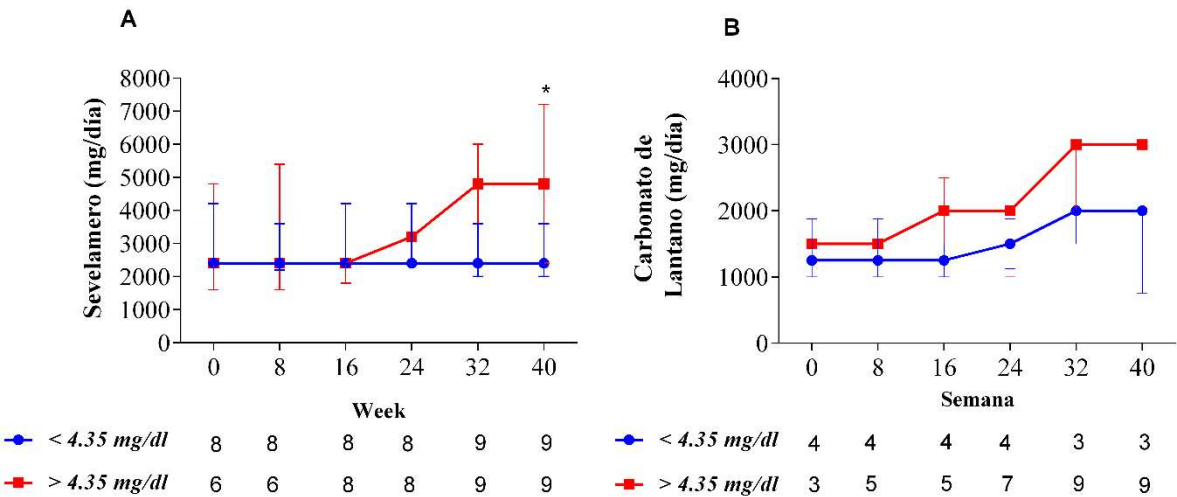 A
Sevelamero (mg/día)
8000
7000
6000
5000
4000
3000
2000
1000
0
*
0 8 16 24 32 40
Week
< 4.35 mg/dl 8 8 8 8 9 9
> 4.35 mg/dl 6 6 8 8 9 9
B
Carbonato de
Lantano (mg/día)
4000
3000
2000
1000
0
0 8 16 24 32 40
Semana
< 4.35 mg/dl 4 4 4 4 3 3
> 4.35 mg/dl 3 5 5 7 9 9